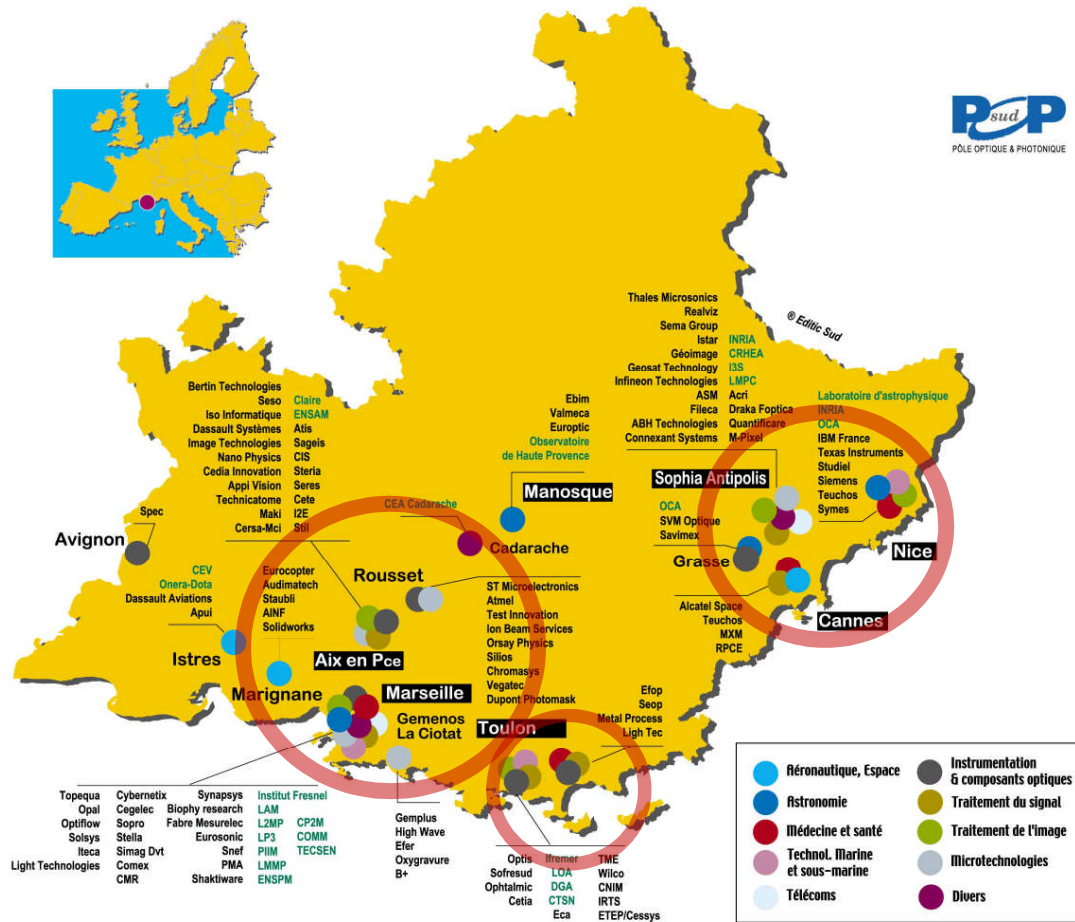 POP
sud
PÔLE OPTIQUE & PHOTONIQUE
® Editic Sud
Thales Microsonics
Realviz
Sema Group
Istar INRIA
Géoimage CRHEA
Geosat Technology I3S
Infineon Technologies LMPC
ASM Acri
Fileca Draka Foptica
ABH Technologies Quantificare
Connexant Systems M-Pixel
Sophia Antipolis
Laboratoire d'astrophysique
INRIA
OCA
IBM France
Texas Instruments
Studiel
Siemens
Teuchos
Symes
Nice
Bertin Technologies
Seso Claire
Iso Informatique ENSAM
Dassault Systèmes Atis
Image Technologies Sageis
Nano Physics CIS
Cedia Innovation Steria
Appi Vision Seres
Technicatome Cete
Maki I2E
Cersa-Mci Stil
Aix en Pce
Ebim
Valmeca
Europtic
Observatoire
de Haute Provence
Manosque
CEA Cadarache
Cadarache
OCA
SVM Optique
Savimex
Grasse
Spec
Avignon
CEV
Onera-Dota
Dassault Aviations
Apui
Istres
Eurocopter
Audimatech
Staubli
AINF
Solidworks
Marignane
Rousset
ST Microelectronics
Atmel
Test Innovation
Ion Beam Services
Orsay Physics
Silios
Chromasys
Vegatec
Dupont Photomask
Alcatel Space
Teuchos
MXM
RPCE
Cannes
Marseille
Gemenos
La Ciotat
Toulon
Efop
Seop
Metal Process
Ligh Tec
Topequa Cybernetix Synapsys Institut Fresnel
Opal Cegelec Biophy research LAM
Optiflow Sopro Fabre Mesurelec L2MP CP2M
Solsys Stella Eurosonic LP3 COMM
Iteca Simag Dvt Snef PIIM TECSEN
Light Technologies Comex PMA LMMP
CMR Shaktiware ENSPM
Gemplus
High Wave
Efer
Oxygravure
B+
Optis Ifremer TME
Sofresud LOA Wilco
Ophtalmic DGA CNIM
Cetia CTSN IRTS
Eca ETEP/Cessys
Aéronautique, Espace
Astronomie
Médecine et santé
Technol. Marine
et sous-marine
Télécoms
Instrumentation
& composants optiques
Traitement du signal
Traitement de l'image
Microtechnologies
Divers